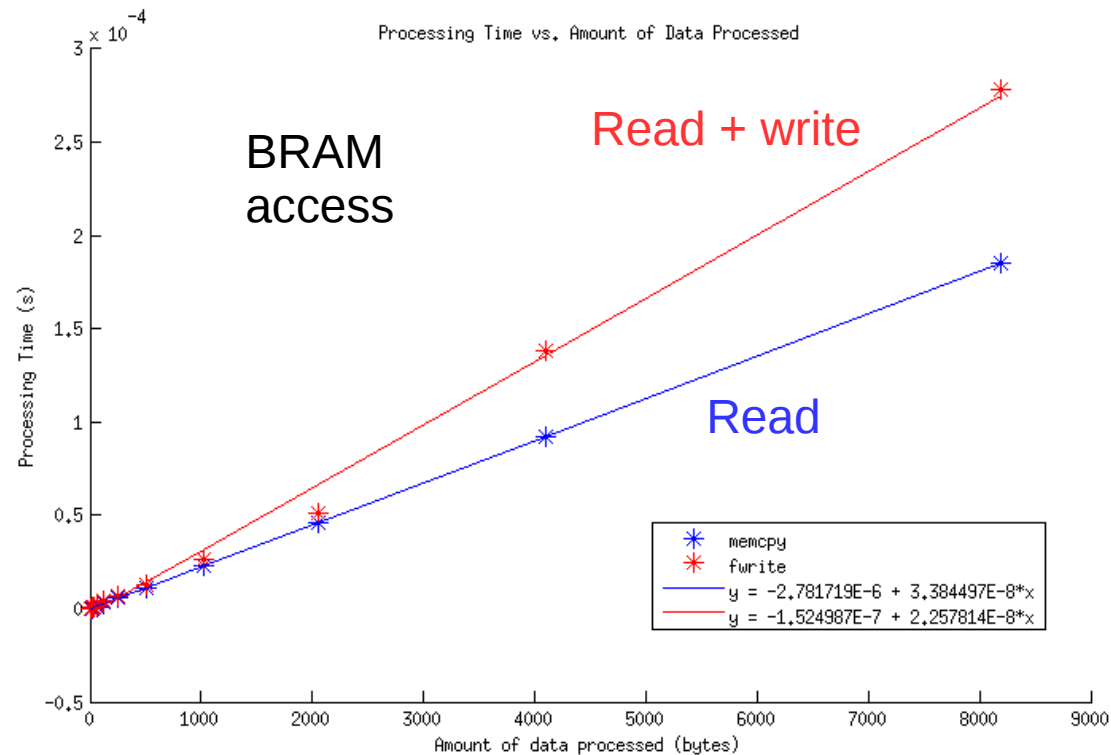 × 10
-4
Processing Time vs. Amount of Data Processed
3
2.5
2
1.5
1
0.5
0
-0.5
Processing Time (s)
BRAM
access
Read + write
Read
memcpy
fwrite
y = -2.781719E-6 + 3.384497E-8*x
y = -1.524987E-7 + 2.257814E-8*x
0 1000 2000 3000 4000 5000 6000 7000 8000 9000
Amount of data processed (bytes)